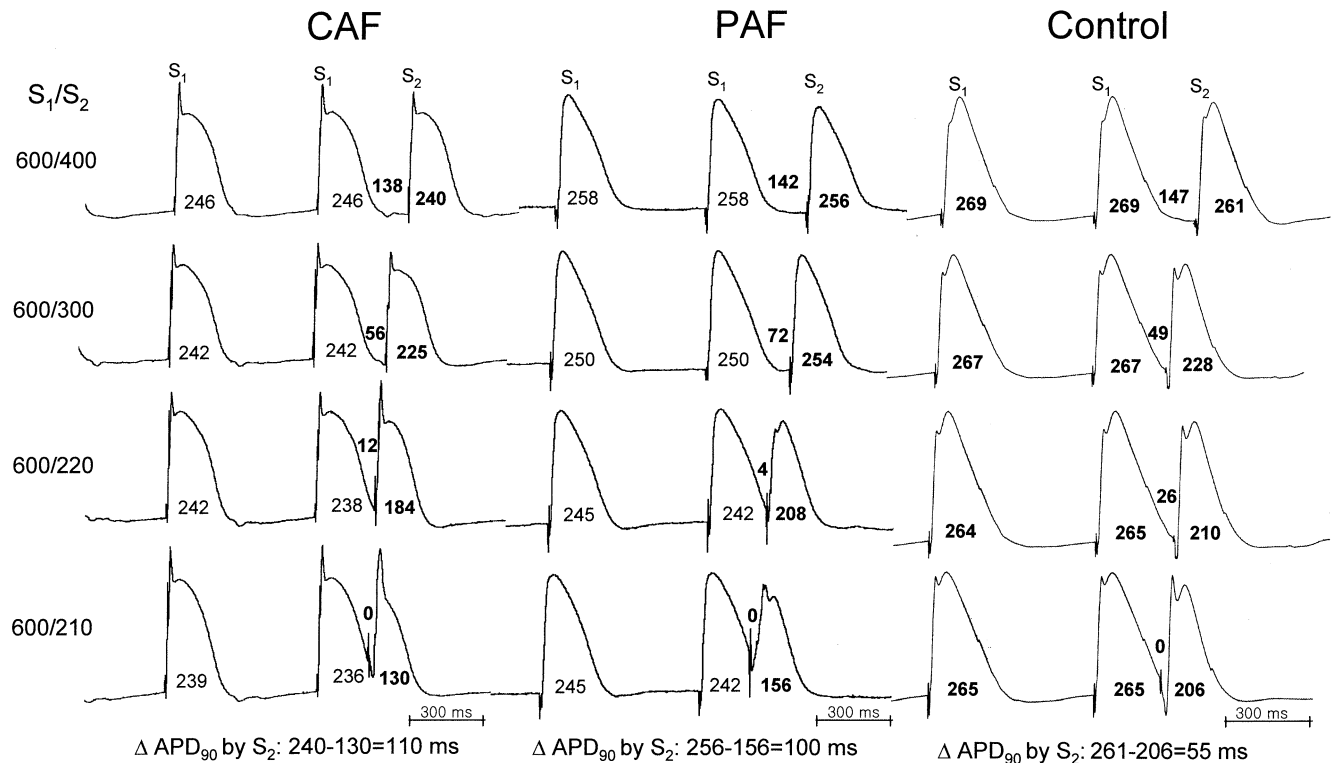 CAF PAF Control
S1 S1 S2 S1 S1 S2 S1 S1 S2
S1/S2
600/400
246 246 138 240 258 258 142 256 269 269 147 261
600/300
242 242 56 225 250 250 72 254 267 267 49 228
600/220
242 238 12 184 245 242 4 208 264 265 26 210
600/210
239 236 0 130 245 242 0 156 265 265 0 206
300 ms 300 ms 300 ms
Δ APD90 by S2: 240-130=110 ms Δ APD90 by S2: 256-156=100 ms Δ APD90 by S2: 261-206=55 ms